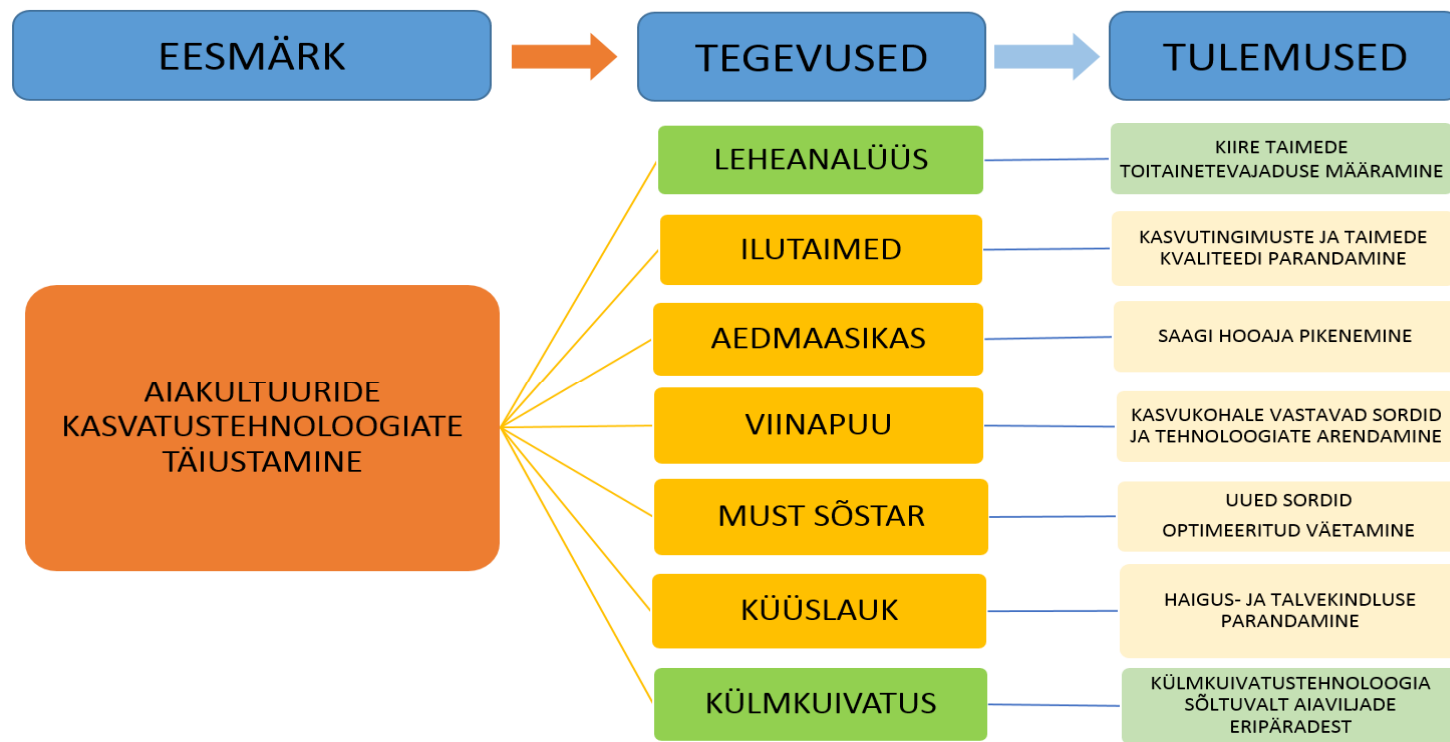 EESMÄRK
TEGEVUSED
TULEMUSED
AIAKULTUURIDE
KASVATUSTEHNOLOOGIATE
TÄIUSTAMINE
LEHEANALÜÜS
KIIRE TAIMEDE
TOITAINETEVAJADUSE MÄÄRAMINE
ILUTAIMED
KASVUTINGIMUSTE JA TAIMEDE
KVALITEEDI PARANDAMINE
AEDMAASIKAS
SAAGI HOOAJA PIKENEMINE
VIINAPUU
KASVUKOHALE VASTAVAD SORDID
JA TEHNOLOOGIATE ARENDAMINE
MUST SÕSTAR
UUED SORDID
OPTIMEERITUD VÄETAMINE
KÜÜSLAUK
HAIGUS- JA TALVEKINDLUSE
PARANDAMINE
KÜLMKUIVATUS
KÜLMKUIVATUSTEHNOLOOGIA
SÕLTUVALT AIAVILJADE
ERIPÄRADEST